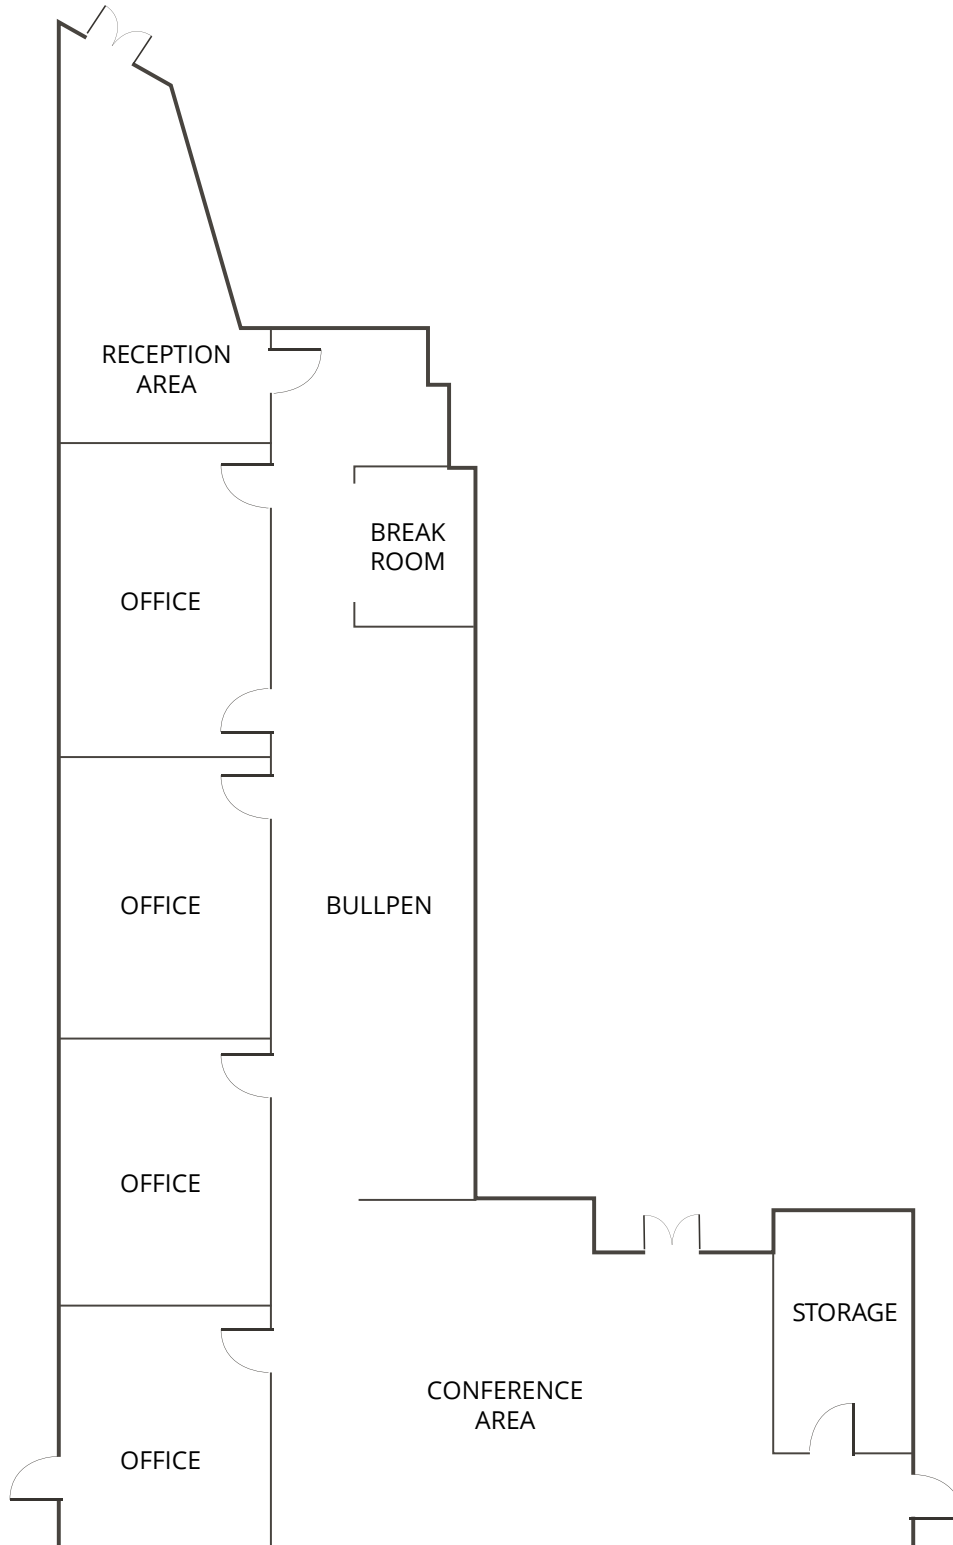 RECEPTION
AREA
BREAK
ROOM
OFFICE
OFFICE
BULLPEN
OFFICE
STORAGE
CONFERENCE
AREA
OFFICE